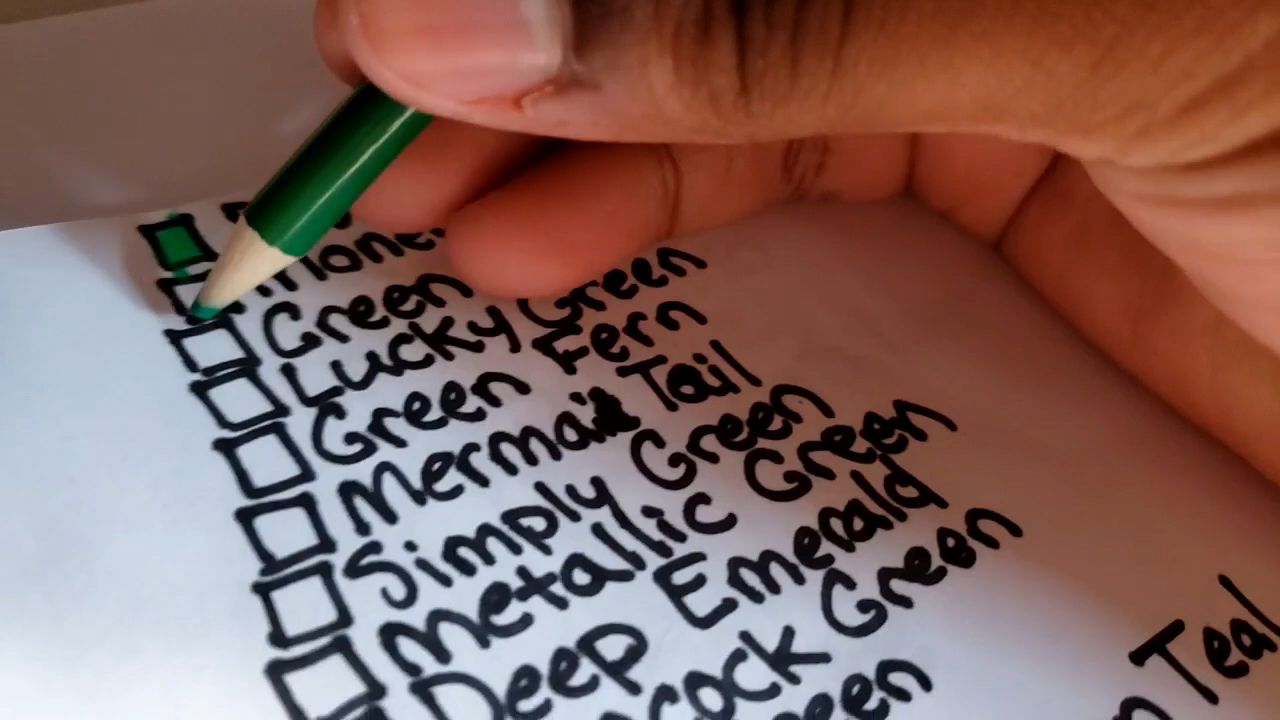 Green
Lucky Green
Green Fern
Mermaid Tail
Simply Green
Metallic Green
Deep Emerald
Green
Teal